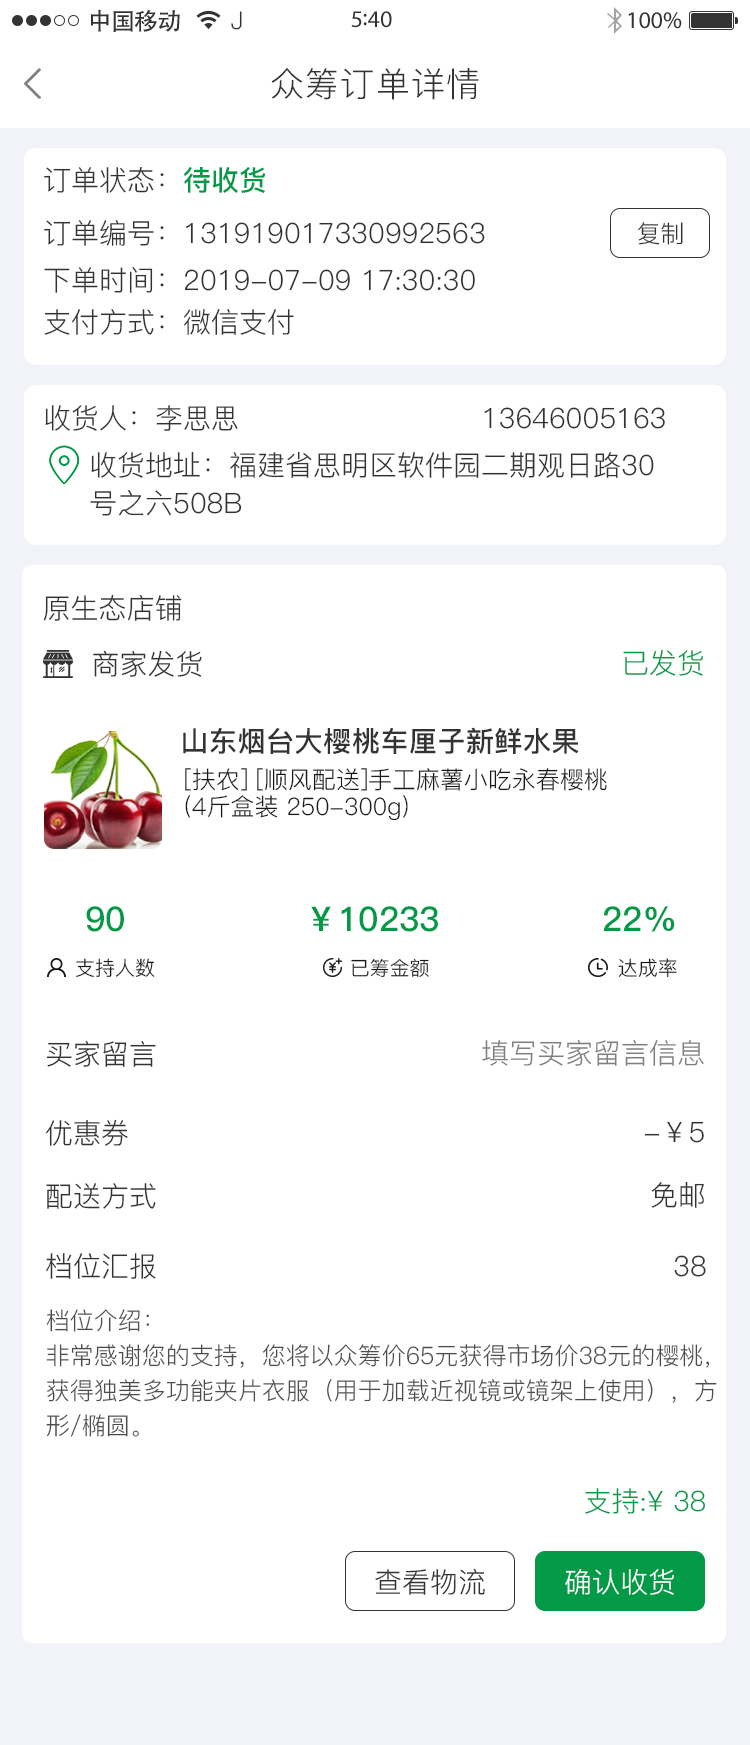 中国移动 5:40 100%
众筹订单详情
订单状态：待收货
订单编号：131919017330992563 复制
下单时间：2019-07-09 17:30:30
支付方式：微信支付
收货人：李思思 13646005163
收货地址：福建省思明区软件园二期观日路30
号之六508B
原生态店铺
商家发货 已发货
山东烟台大樱桃车厘子新鲜水果
[扶农] [顺风配送]手工麻薯小吃永春樱桃
(4斤盒装 250-300g)
90 ¥10233 22%
支持人数 已筹金额 达成率
买家留言 填写买家留言信息
优惠券 -¥5
配送方式 免邮
档位汇报 38
档位介绍：
非常感谢您的支持，您将以众筹价65元获得市场价38元的樱桃，
获得独美多功能夹片衣服（用于加载近视镜或镜架上使用），方
形/椭圆。
支持:¥ 38
查看物流 确认收货